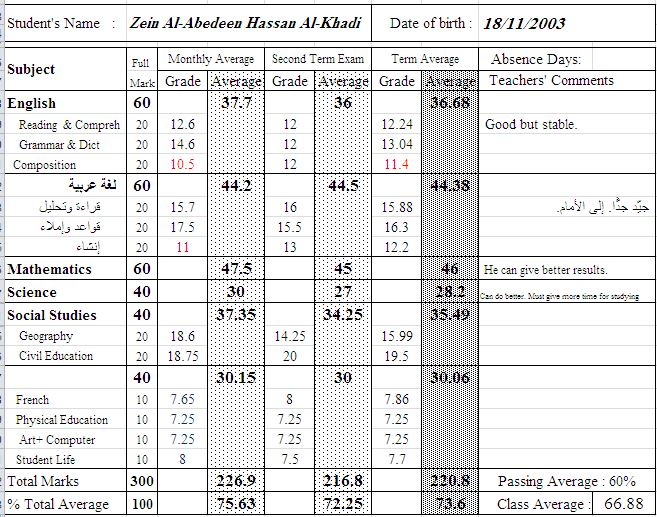 Student's Name : Zein Al-Abedeen Hassan Al-Khadi Date of birth : 18/11/2003
Subject Full Mark Monthly Average Second Term Exam Term Average Absence Days:
Grade Average Grade Average Grade Average Teachers' Comments
English 60 37.7 36 36.68
Reading & Compreh 20 12.6 12 12.24 Good but stable.
Grammar & Dict 20 14.6 12 13.04
Composition 20 10.5 12 11.4
لغة عربية 60 44.2 44.5 44.38
قراءة وتحليل 20 15.7 16 15.88 جيّد جدًّا. إلى الأمام.
قواعد وإملاء 20 17.5 15.5 16.3
إنشاء 20 11 13 12.2
Mathematics 60 47.5 45 46 He can give better results.
Science 40 30 27 28.2 Can do better. Must give more time for studying
Social Studies 40 37.35 34.25 35.49
Geography 20 18.6 14.25 15.99
Civil Education 20 18.75 20 19.5
40 30.15 30 30.06
French 10 7.65 8 7.86
Physical Education 10 7.25 7.25 7.25
Art+ Computer 10 7.25 7.25 7.25
Student Life 10 8 7.5 7.7
Total Marks 300 226.9 216.8 220.8 Passing Average : 60%
% Total Average 100 75.63 72.25 73.6 Class Average : 66.88